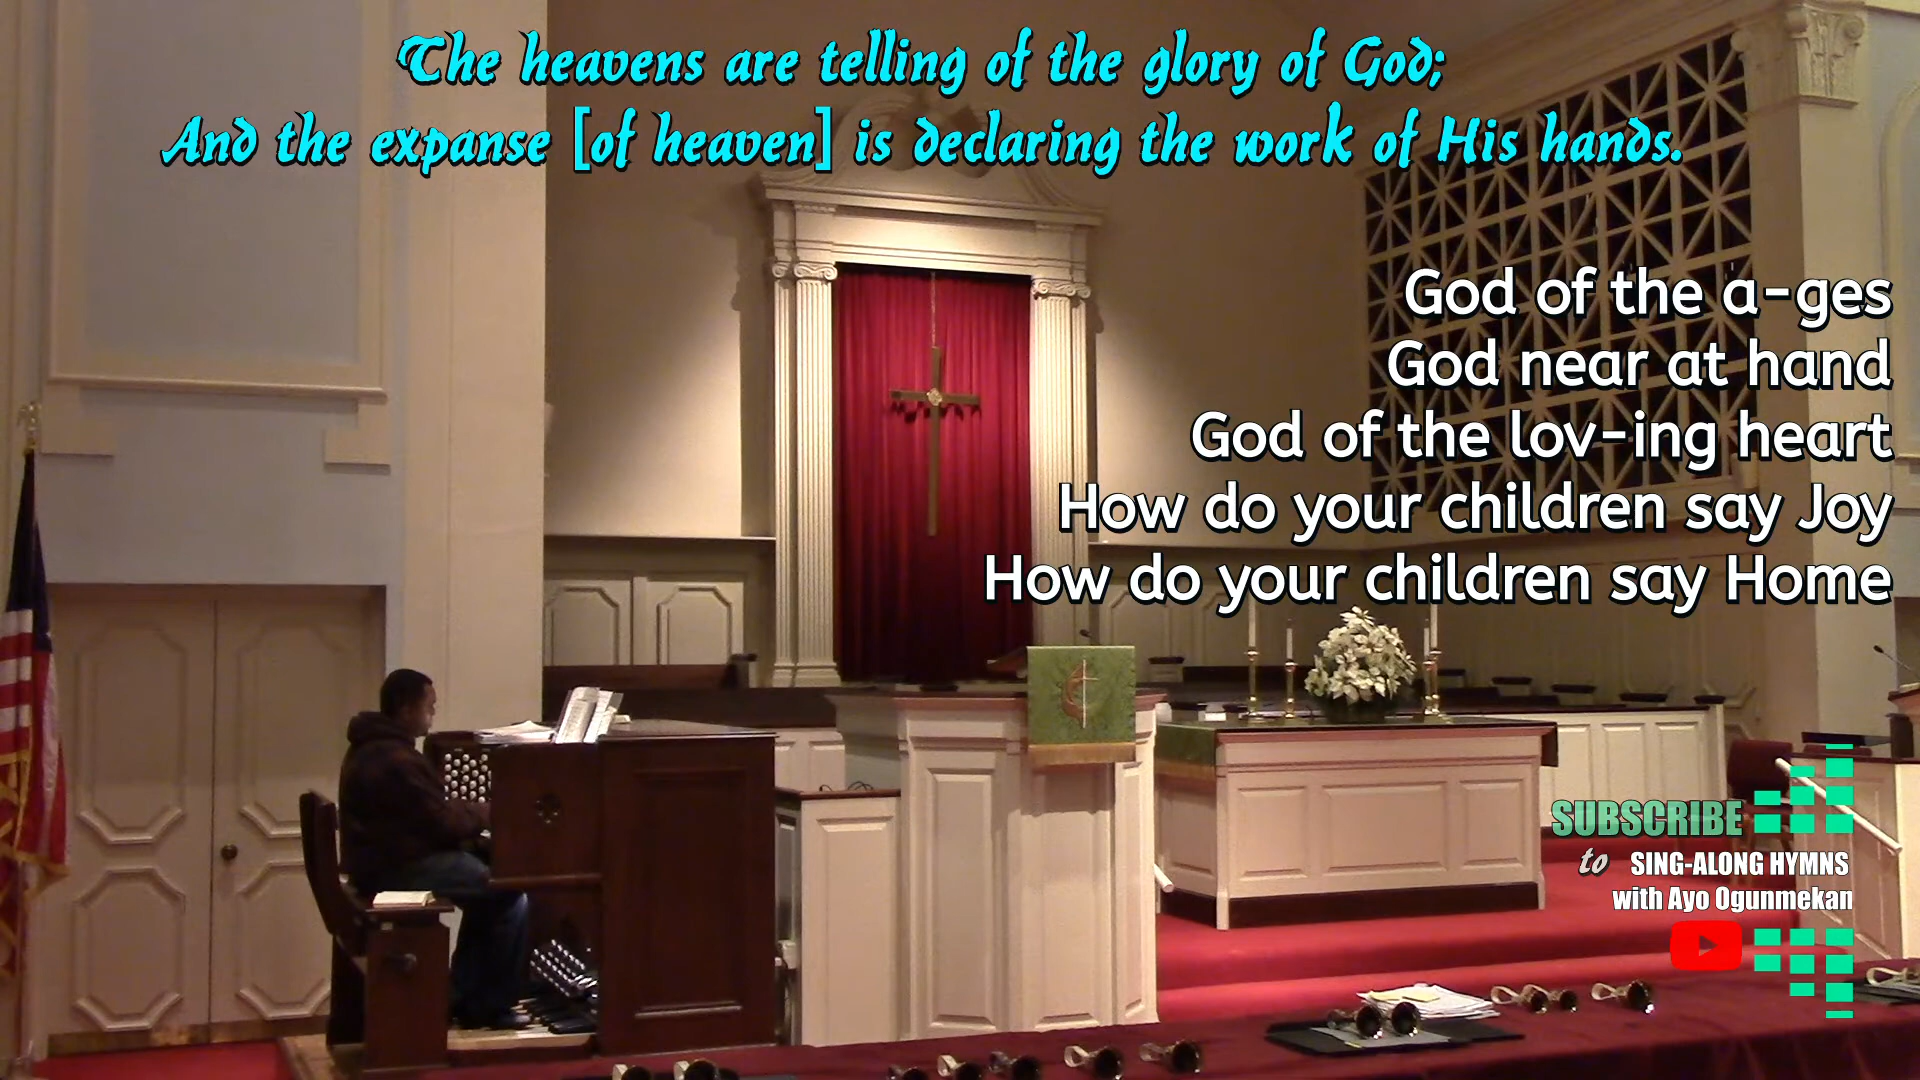 The heavens are telling of the glory of God;
And the expanse [of heaven] is declaring the work of His hands.
God of the a-ges
God near at hand
God of the lov-ing heart
How do your children say Joy
How do your children say Home
SUBSCRIBE
to SING-ALONG HYMNS
with Ayo Ogunmekan